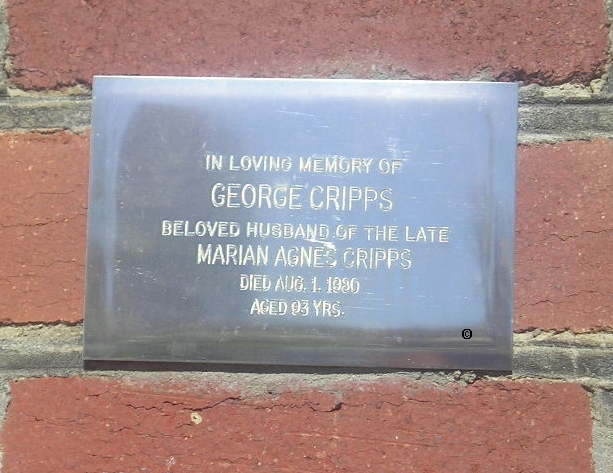 IN LOVING MEMORY OF
GEORGE CRIPPS
BELOVED HUSBAND OF THE LATE
MARIAN AGNES CRIPPS
DIED AUG. 1. 1980
AGED 93 YRS.
©